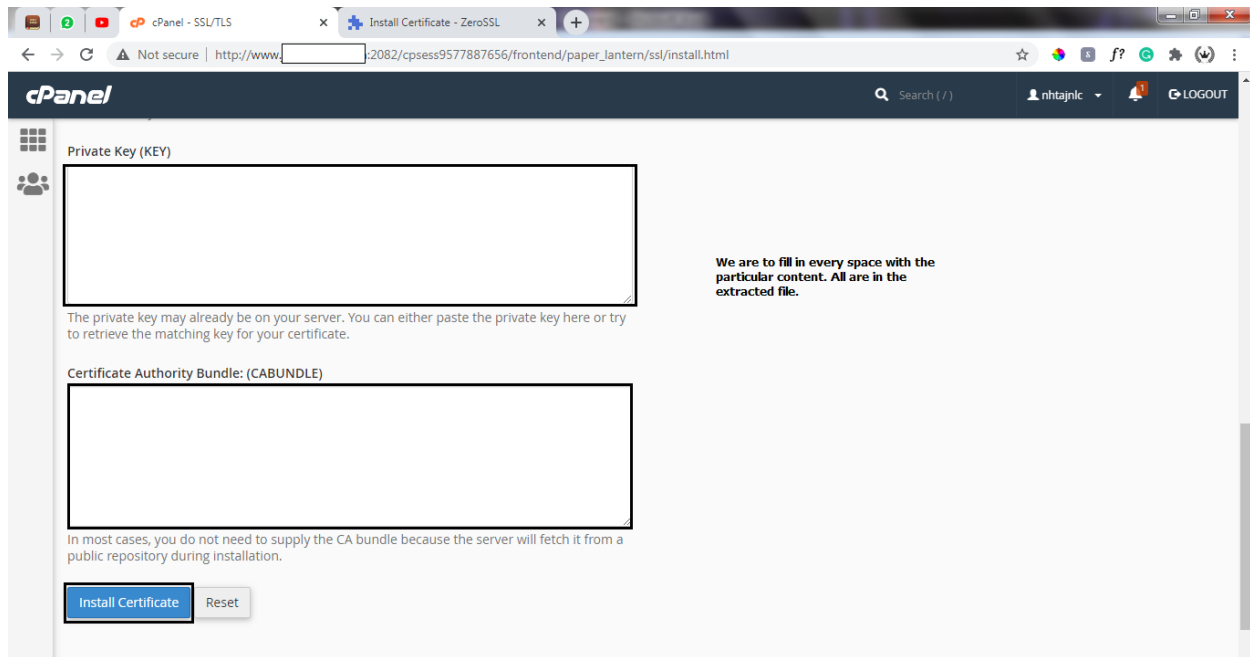 2
cPanel - SSL/TLS
Install Certificate - ZeroSSL
Not secure | http://www. :2082/cpsess9577887656/frontend/paper_lantern/ssl/install.html
f?
cPanel
Search ( / )
nhtajnlc
1
LOGOUT
Private Key (KEY)
We are to fill in every space with the
particular content. All are in the
extracted file.
The private key may already be on your server. You can either paste the private key here or try
to retrieve the matching key for your certificate.
Certificate Authority Bundle: (CABUNDLE)
In most cases, you do not need to supply the CA bundle because the server will fetch it from a
public repository during installation.
Install Certificate
Reset